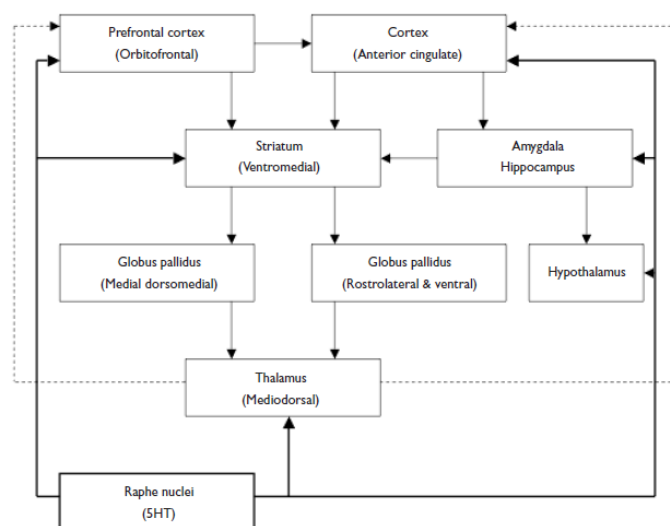 Prefrontal cortex
(Orbitofrontal)
Cortex
(Anterior cingulate)
Striatum
(Ventromedial)
Amygdala
Hippocampus
Globus pallidus
(Medial dorsomedial)
Globus pallidus
(Rostrolateral & ventral)
Hypothalamus
Thalamus
(Mediodorsal)
Raphe nuclei
(5HT)